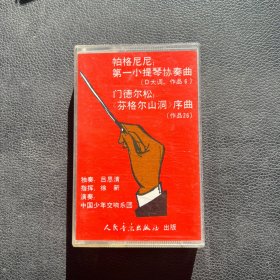 帕格尼尼:
第一小提琴协奏曲
(D大调,作品6)
门德尔松:
《芬格尔山洞》序曲
(作品26)
独奏:吕思清
指挥:徐新
演奏:
中国少年交响乐团
人民音乐出版社 出版